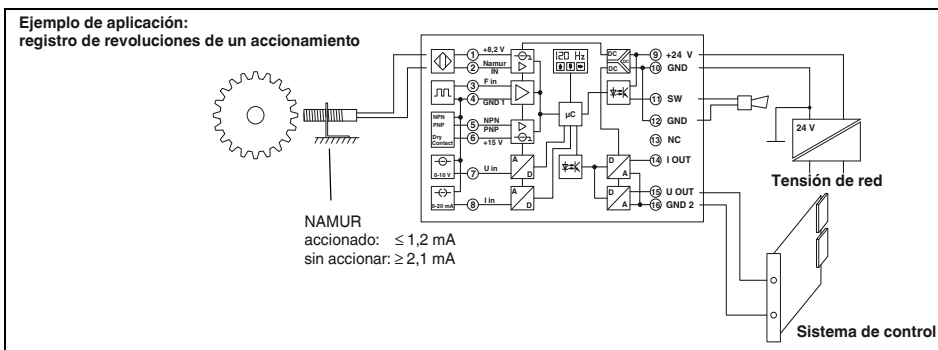 Ejemplo de aplicación:
registro de revoluciones de un accionamiento
1 +8,2 V
2 Namur
IN
3 F in
4 GND 1
NPN
PNP
Dry
Contact
5 NPN
PNP
6 +15 V
0-10 V
7 U in
0-20 mA
8 I in
A
D
A
D
120 Hz
µC
DC
DC
DC
D
A
D
A
9 +24 V
10 GND
11 SW
12 GND
13 NC
14 I OUT
15 U OUT
16 GND 2
24 V
Tensión de red
NAMUR
accionado: ≤ 1,2 mA
sin accionar: ≥ 2,1 mA
Sistema de control